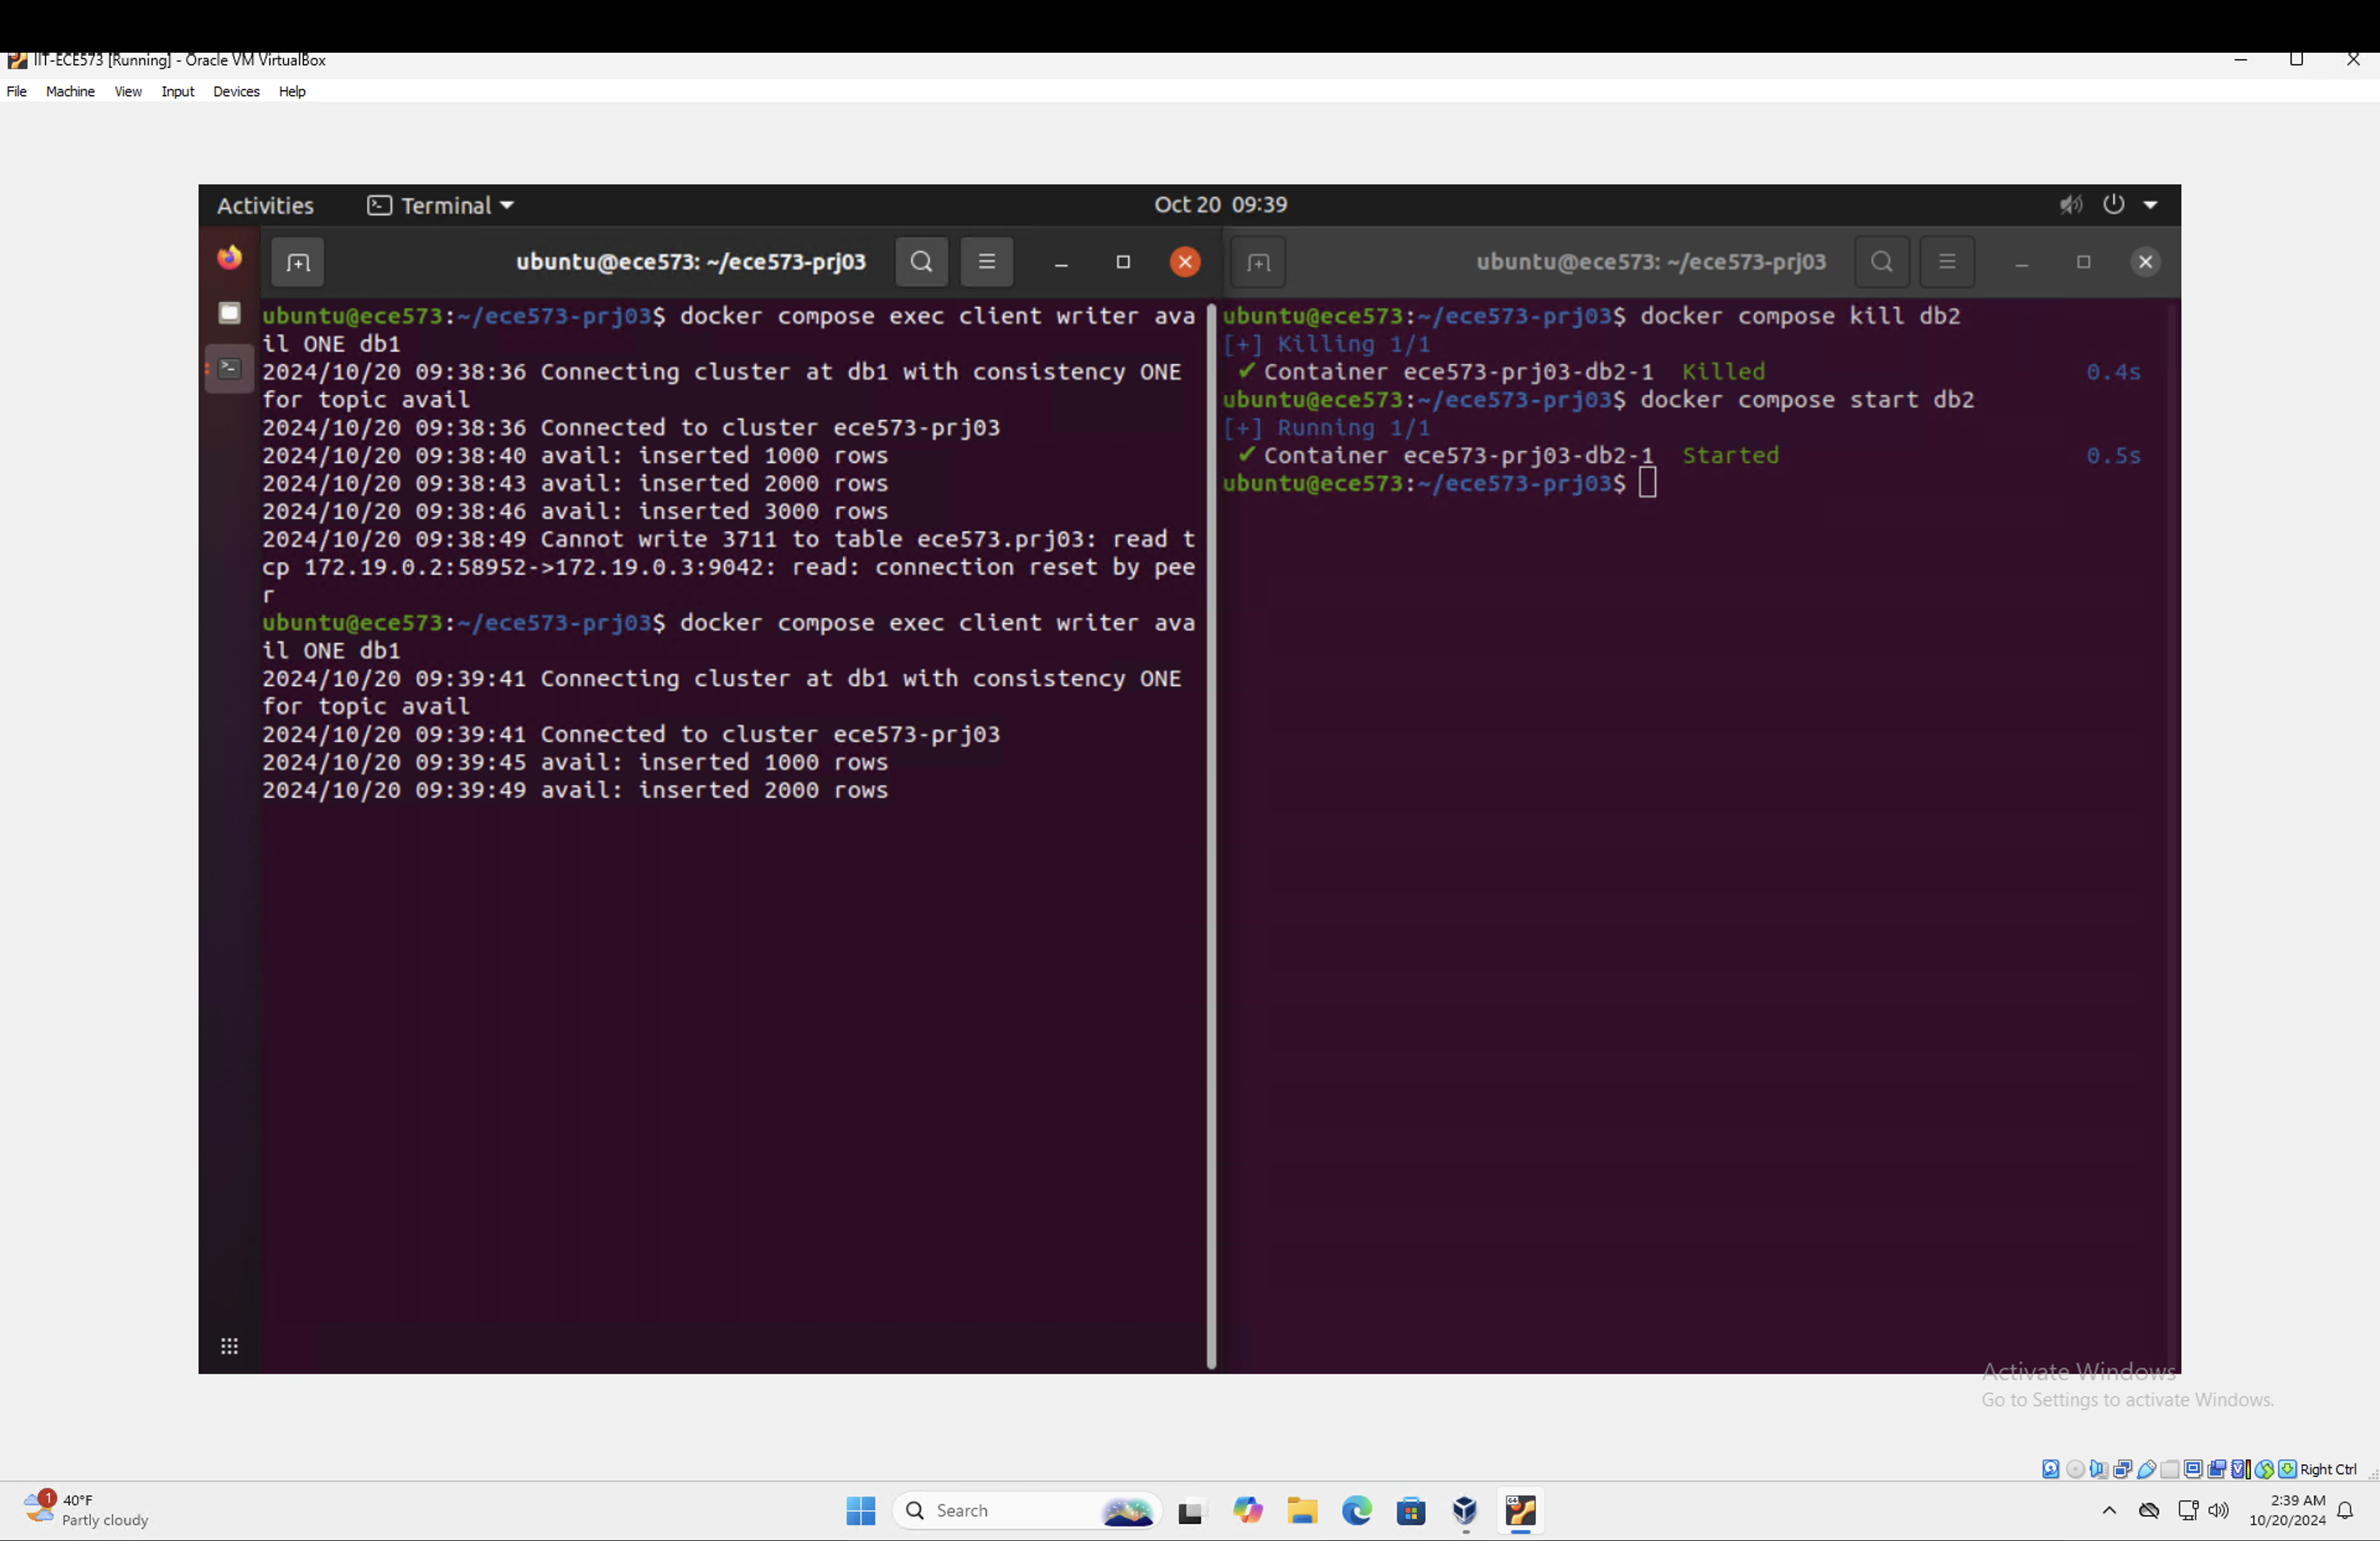 IIT-ECE573 [Running] - Oracle VM VirtualBox
File Machine View Input Devices Help
Activities Terminal Oct 20 09:39
ubuntu@ece573: ~/ece573-prj03
ubuntu@ece573:~/ece573-prj03$ docker compose exec client writer ava
il ONE db1
2024/10/20 09:38:36 Connecting cluster at db1 with consistency ONE
for topic avail
2024/10/20 09:38:36 Connected to cluster ece573-prj03
2024/10/20 09:38:40 avail: inserted 1000 rows
2024/10/20 09:38:43 avail: inserted 2000 rows
2024/10/20 09:38:46 avail: inserted 3000 rows
2024/10/20 09:38:49 Cannot write 3711 to table ece573.prj03: read t
cp 172.19.0.2:58952->172.19.0.3:9042: read: connection reset by pee
r
ubuntu@ece573:~/ece573-prj03$ docker compose exec client writer ava
il ONE db1
2024/10/20 09:39:41 Connecting cluster at db1 with consistency ONE
for topic avail
2024/10/20 09:39:41 Connected to cluster ece573-prj03
2024/10/20 09:39:45 avail: inserted 1000 rows
2024/10/20 09:39:49 avail: inserted 2000 rows
ubuntu@ece573: ~/ece573-prj03
ubuntu@ece573:~/ece573-prj03$ docker compose kill db2
[+] Killing 1/1
✔ Container ece573-prj03-db2-1 Killed 0.4s
ubuntu@ece573:~/ece573-prj03$ docker compose start db2
[+] Running 1/1
✔ Container ece573-prj03-db2-1 Started 0.5s
ubuntu@ece573:~/ece573-prj03$
Activate Windows
Go to Settings to activate Windows.
Right Ctrl
1
40°F
Partly cloudy
Search
2:39 AM
10/20/2024